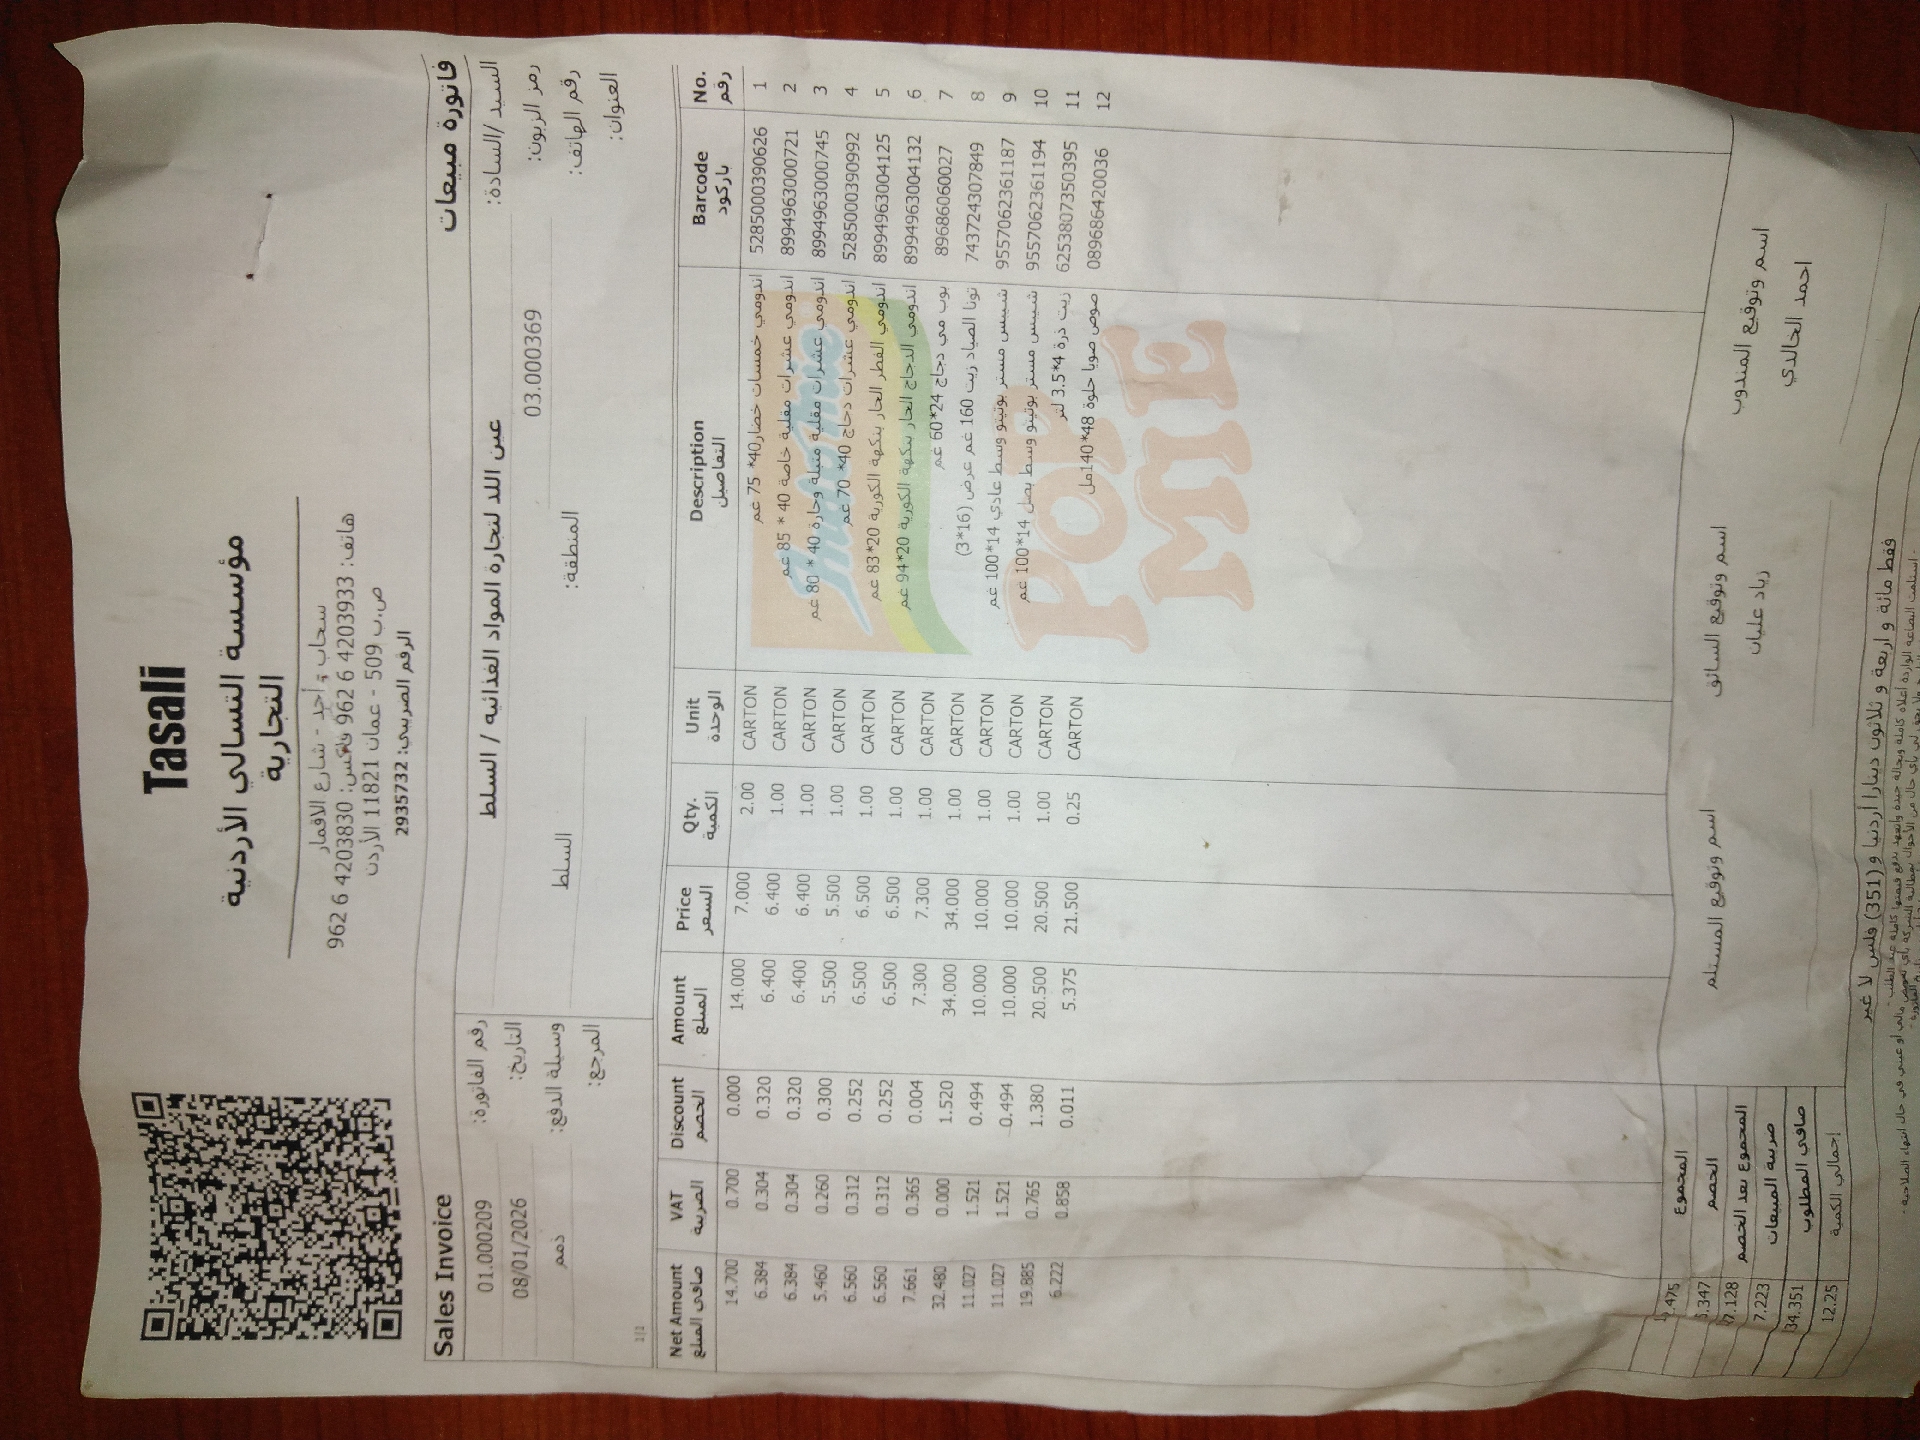 Tasali
مؤسسة التسالي الأردنية
التجارية
سحاب - شارع الاقمار
هاتف: 4203933 6 962 فاكس: 4203830 6 962
ص.ب 509 - عمان 11821 الأردن
الرقم الضريبي: 2935732
فاتورة مبيعات Sales Invoice
السيد /السادة: عين اللد لتجارة المواد الغذائيه / السلط
رمز الزبون: 03.000369
رقم الهاتف: المنطقة: السلط
العنوان:
رقم الفاتورة: 01.000209
التاريخ: 08/01/2026
وسيلة الدفع: ذمم
المرجع:
1|1
No. Barcode Description Unit Qty. Price Amount Discount VAT Net Amount
رقم باركود التفاصيل الوحدة الكمية السعر المبلغ الخصم الضريبة صافي المبلغ
1 5285000390626 اندومي خمسات خضار40* 75 غم CARTON 2.00 7.000 14.000 0.000 0.700 14.700
2 8994963000721 اندومي عشرات مقلية خاصة 40 * 85 غم CARTON 1.00 6.400 6.400 0.320 0.304 6.384
3 8994963000745 اندومي عشرات مقلية متبلة وحارة 40 * 80 غم CARTON 1.00 6.400 6.400 0.320 0.304 6.384
4 5285000390992 اندومي عشرات دجاج 40* 70 غم CARTON 1.00 5.500 5.500 0.300 0.260 5.460
5 8994963004125 اندومي الفطر الحار بنكهة الكورية 20*83 غم CARTON 1.00 6.500 6.500 0.252 0.312 6.560
6 8994963004132 اندومي الدجاج الحار بنكهة الكورية 20*94 غم CARTON 1.00 6.500 6.500 0.252 0.312 6.560
7 89686060027 بوب مي دجاج 24*60 غم CARTON 1.00 7.300 7.300 0.004 0.365 7.661
8 743724307849 تونا الصياد زيت 160 غم عرض (16*3) CARTON 1.00 34.000 34.000 1.520 0.000 32.480
9 9557062361187 شيبس مستر بوتيتو وسط عادي 14*100 غم CARTON 1.00 10.000 10.000 0.494 1.521 11.027
10 9557062361194 شيبس مستر بوتيتو وسط بصل 14*100 غم CARTON 1.00 10.000 10.000 0.494 1.521 11.027
11 6253807350395 زيت ذرة 4*3.5 لتر CARTON 1.00 20.500 20.500 1.380 0.765 19.885
12 089686420036 صوص صويا حلوة 48*140مل CARTON 0.25 21.500 5.375 0.011 0.858 6.222
Indomie
POP
MIE
المجموع 2.475
الخصم .347
المجموع بعد الخصم 7.128
ضريبة المبيعات 7.223
صافي المطلوب 34.351
إجمالي الكمية 12.25
اسم وتوقيع المندوب اسم وتوقيع السائق اسم وتوقيع المستلم
احمد الخالدي زياد عليان
فقط مائة و اربعة و ثلاثون دينارا أردنيا و (351) فلس لا غير